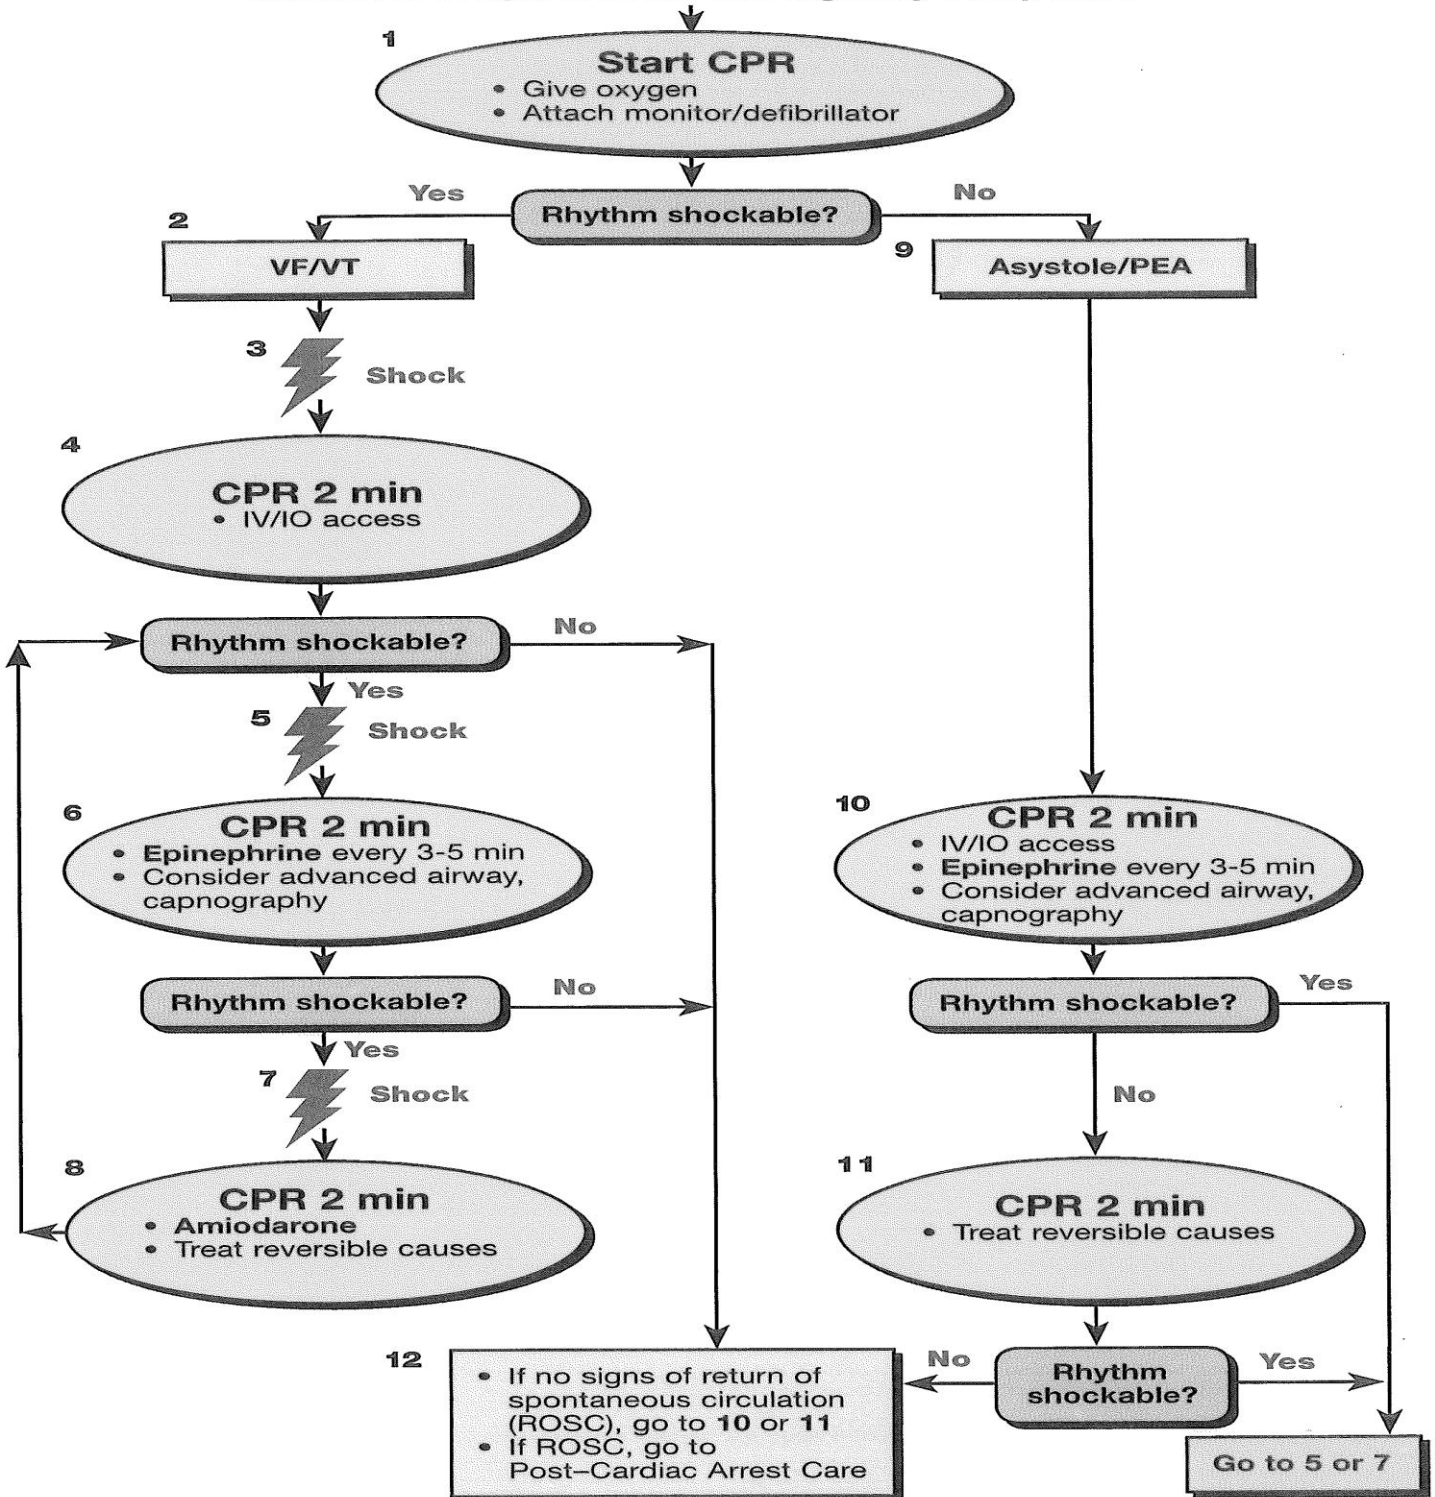 1
Start CPR
• Give oxygen
• Attach monitor/defibrillator
Yes
Rhythm shockable?
No
2
VF/VT
9
Asystole/PEA
3
Shock
4
CPR 2 min
• IV/IO access
Rhythm shockable?
No
Yes
5
Shock
6
CPR 2 min
• Epinephrine every 3-5 min
• Consider advanced airway,
capnography
10
CPR 2 min
• IV/IO access
• Epinephrine every 3-5 min
• Consider advanced airway,
capnography
Rhythm shockable?
No
Rhythm shockable?
Yes
Yes
7
Shock
No
8
CPR 2 min
• Amiodarone
• Treat reversible causes
11
CPR 2 min
• Treat reversible causes
12
• If no signs of return of
spontaneous circulation
(ROSC), go to 10 or 11
• If ROSC, go to
Post–Cardiac Arrest Care
No
Rhythm
shockable?
Yes
Go to 5 or 7